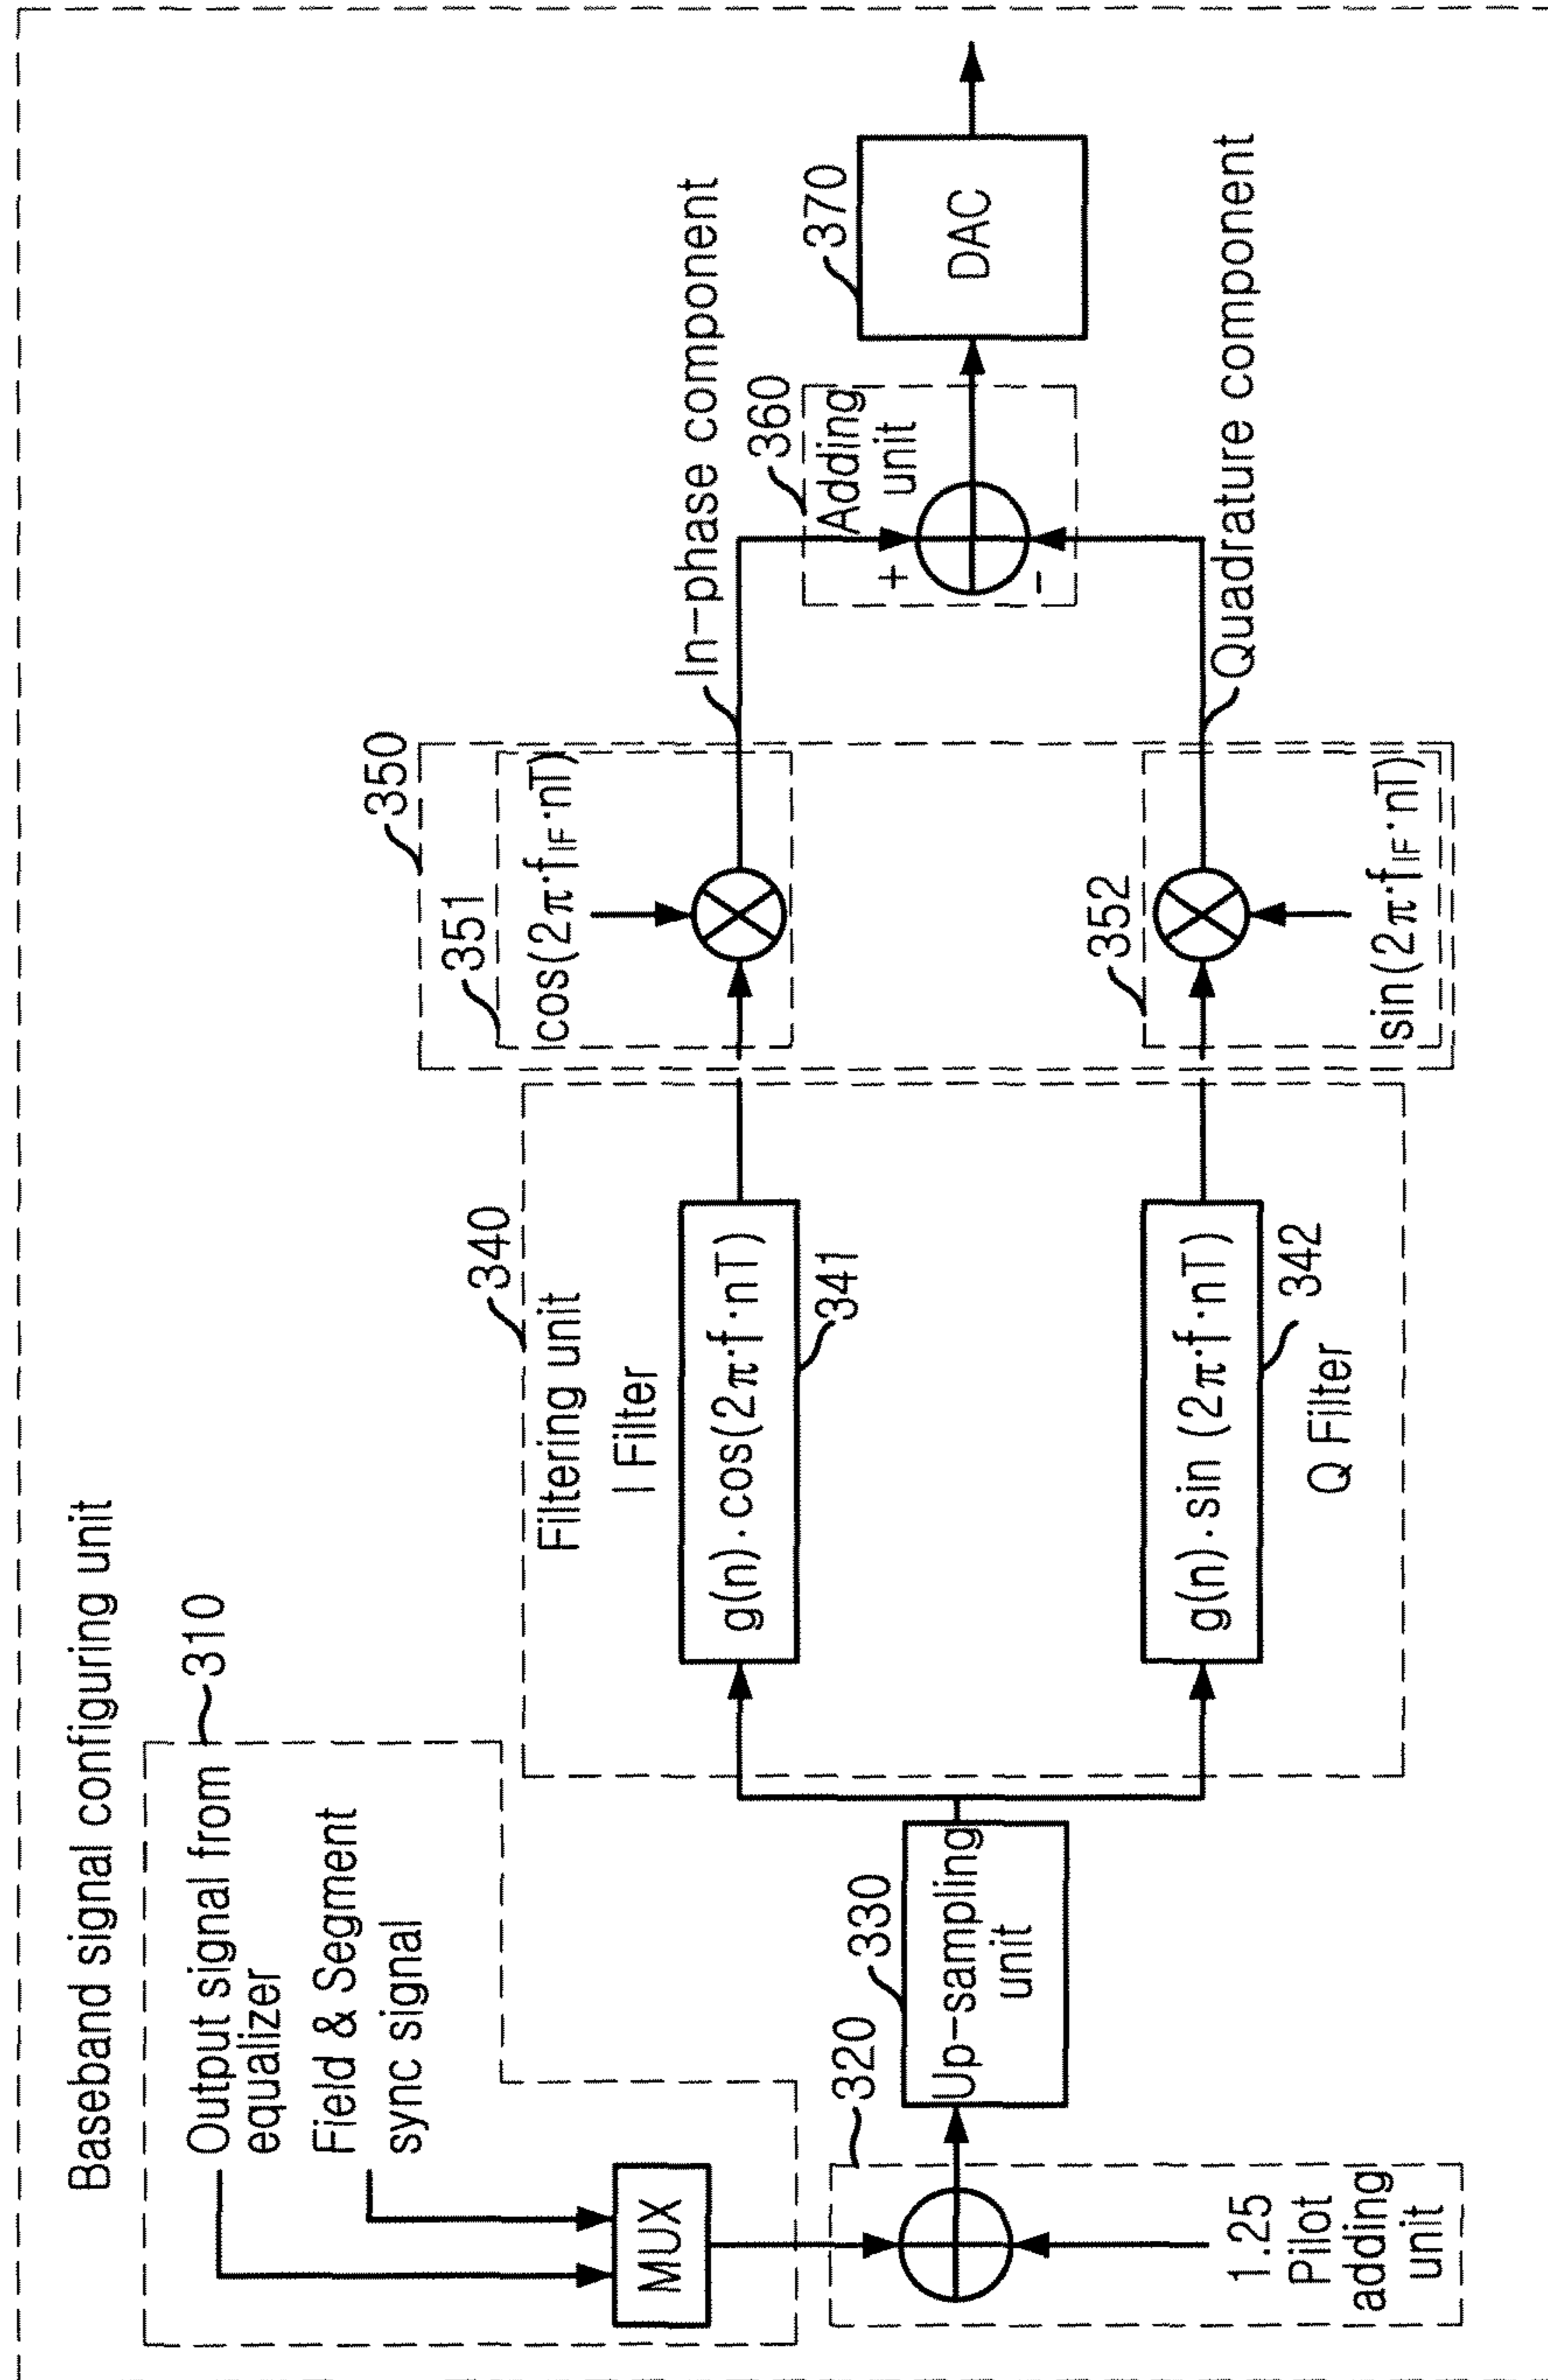 Baseband signal configuring unit
310
Output signal from
equalizer
Field & Segment
sync signal
MUX
320
1.25
Pilot
adding
unit
330
Up-sampling
unit
340
Filtering unit
I Filter
g(n)·cos(2π·f·nT)
341
g(n)·sin (2π·f·nT)
342
Q Filter
350
351
cos(2π·fIF·nT)
352
sin(2π·fIF·nT)
In-phase component
Quadrature component
360
Adding
unit
+
-
370
DAC